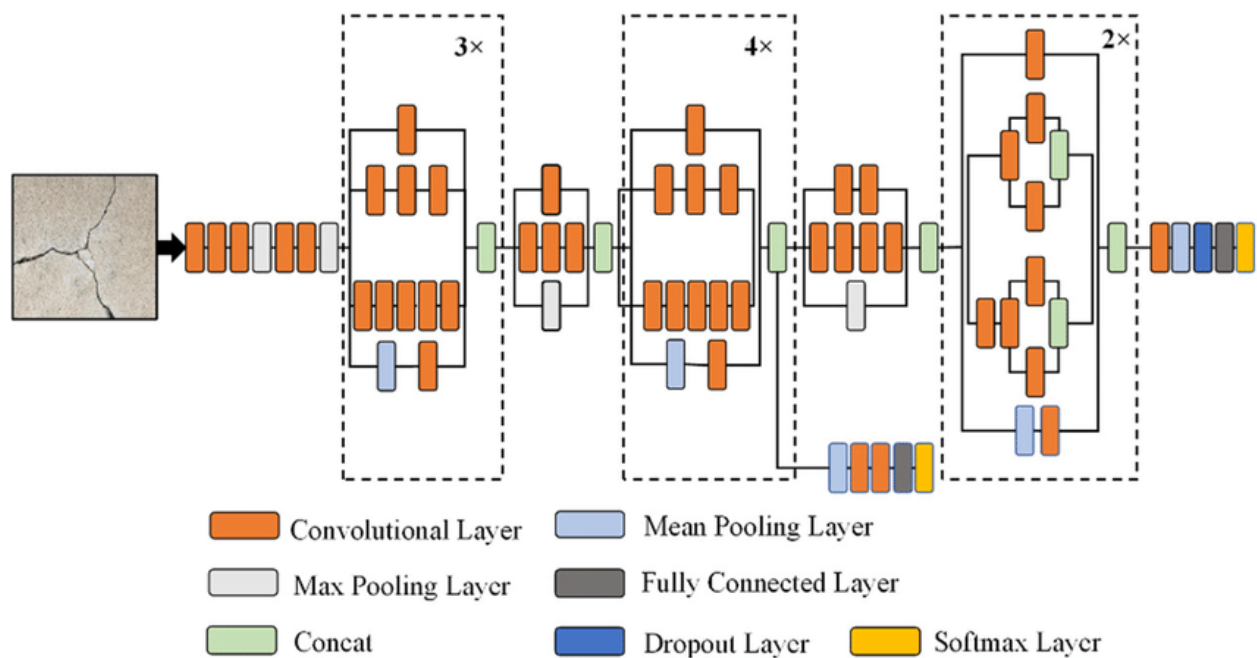 3×
4×
2×
Convolutional Layer
Mean Pooling Layer
Max Pooling Layer
Fully Connected Layer
Concat
Dropout Layer
Softmax Layer